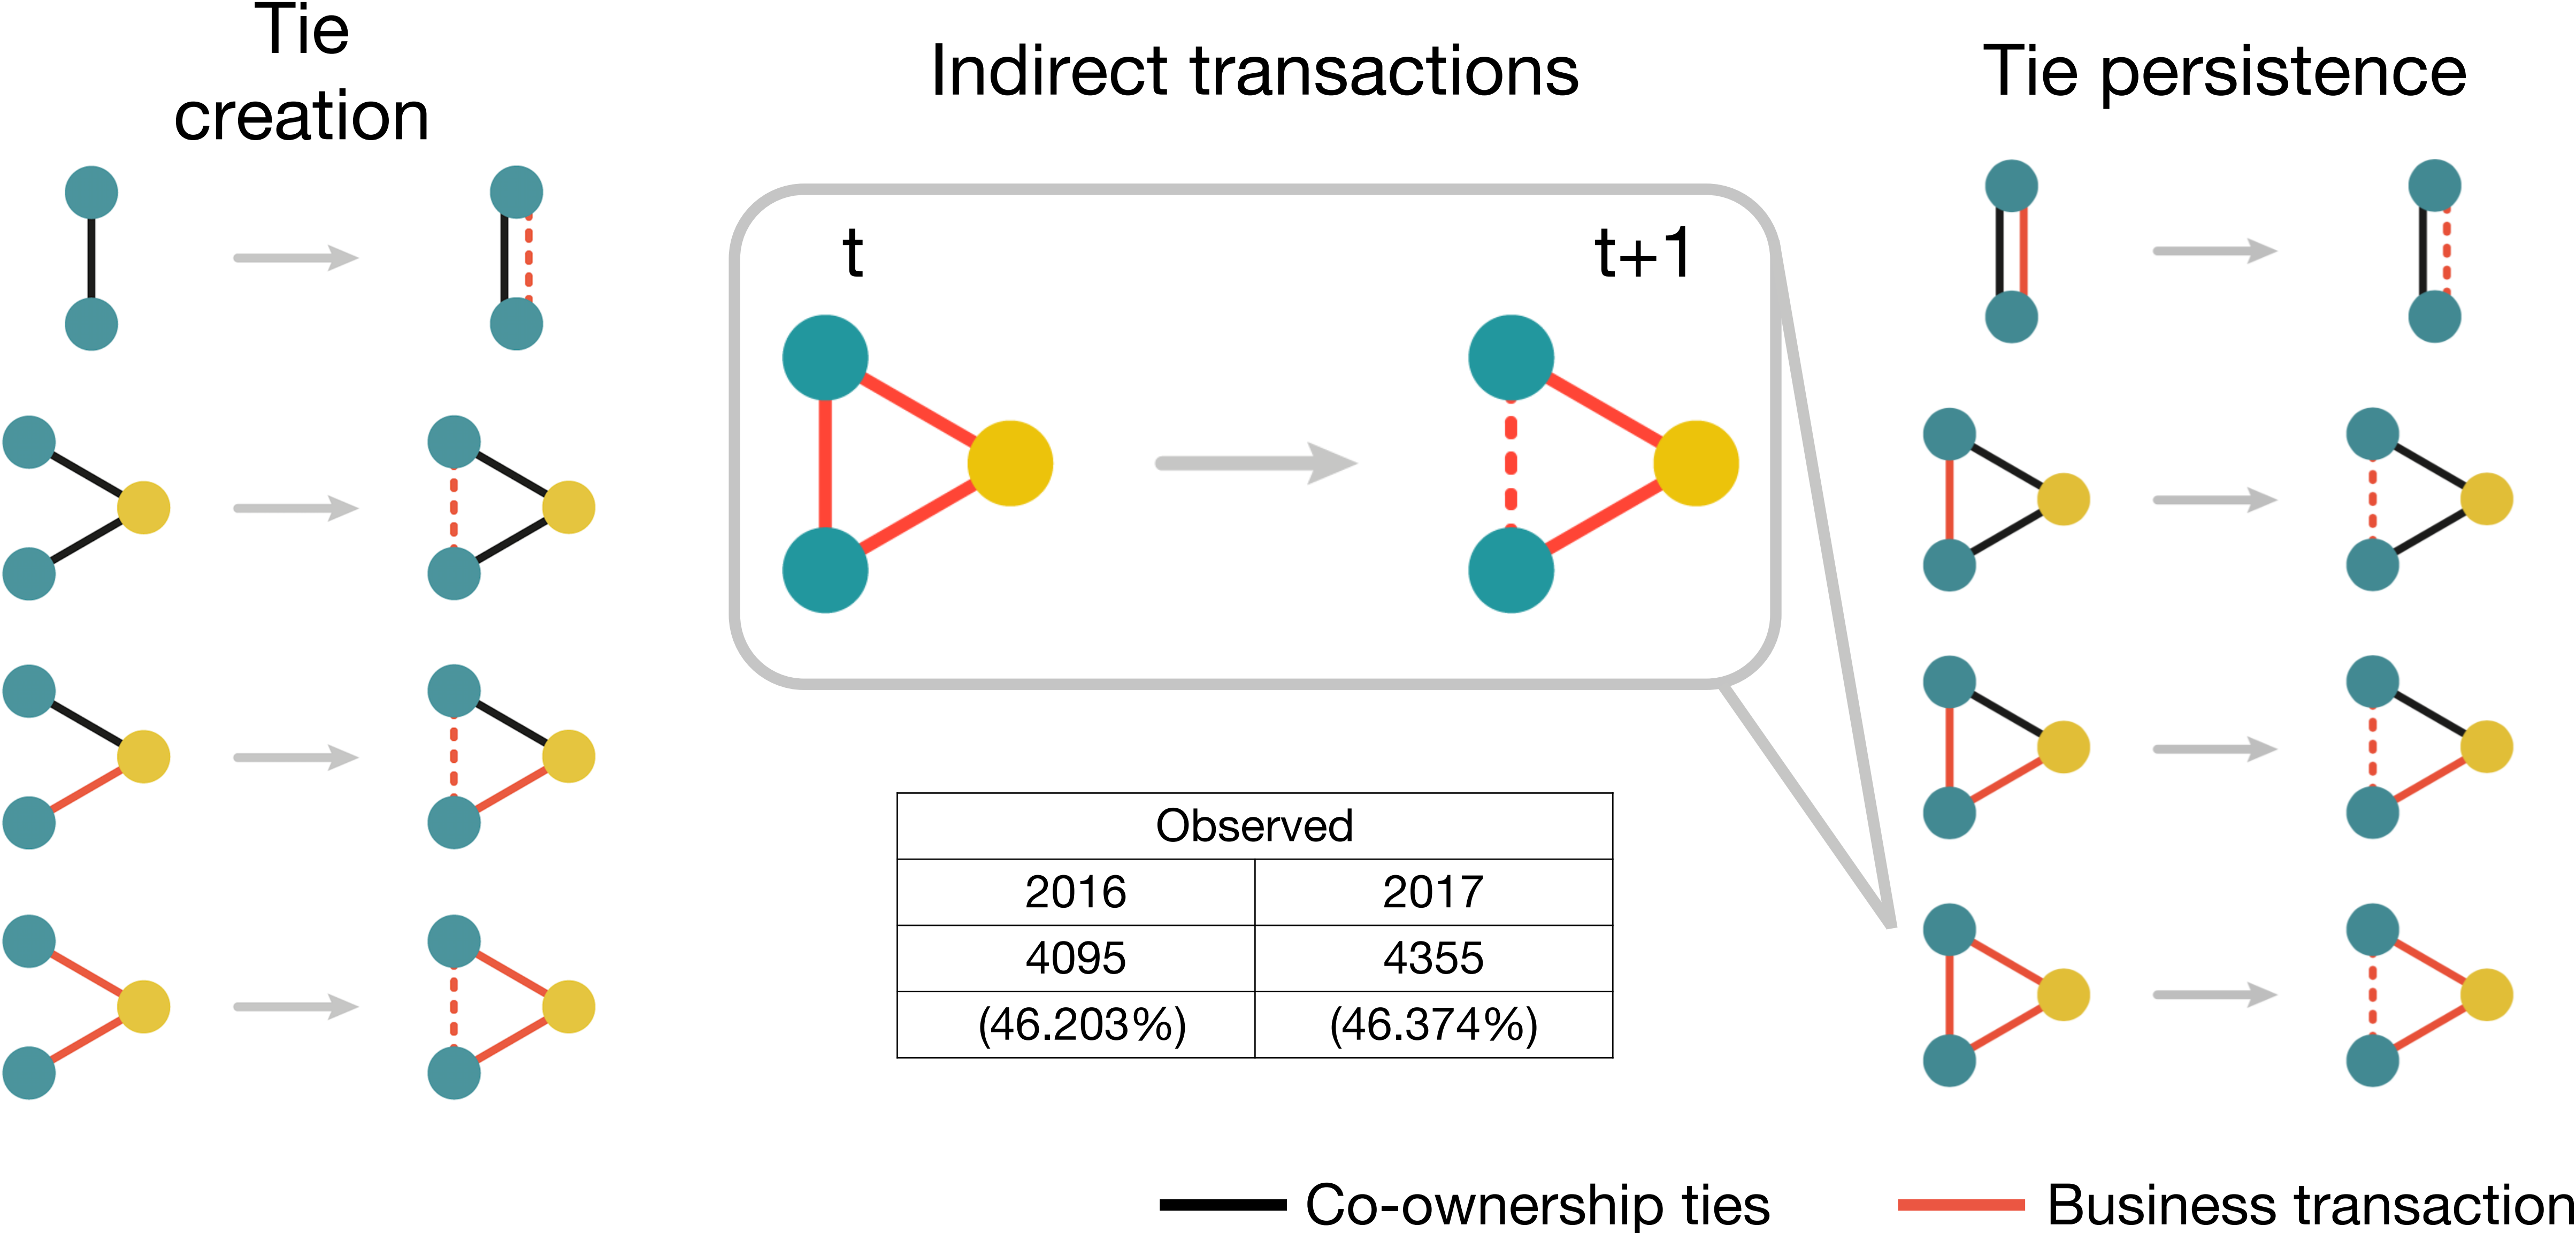 Tie
creation
Indirect transactions
Tie persistence
t
t+1
Observed
2016 2017
4095 4355
(46.203%) (46.374%)
Co-ownership ties
Business transaction